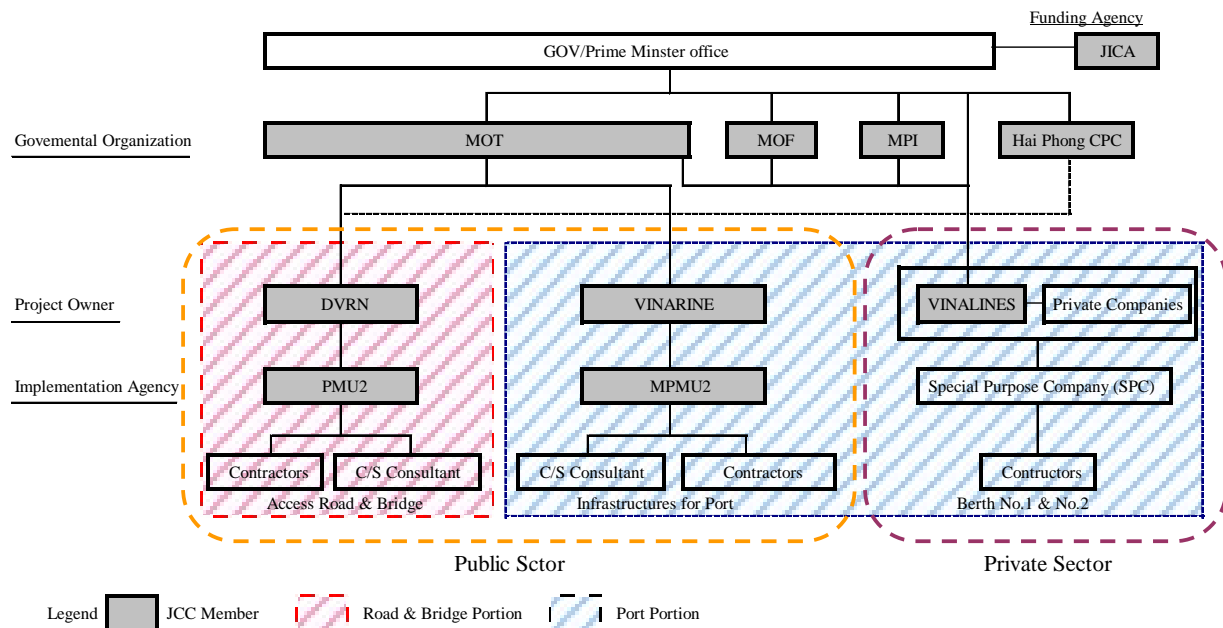 Funding Agency
GOV/Prime Minster office
JICA
Govemental Organization
MOT
MOF
MPI
Hai Phong CPC
Project Owner
DVRN
VINARINE
VINALINES
Private Companies
Implementation Agency
PMU2
MPMU2
Special Purpose Company (SPC)
Contractors
C/S Consultant
C/S Consultant
Contractors
Contructors
Access Road & Bridge
Infrastructures for Port
Berth No.1 & No.2
Public Sctor
Private Sector
Legend
JCC Member
Road & Bridge Portion
Port Portion